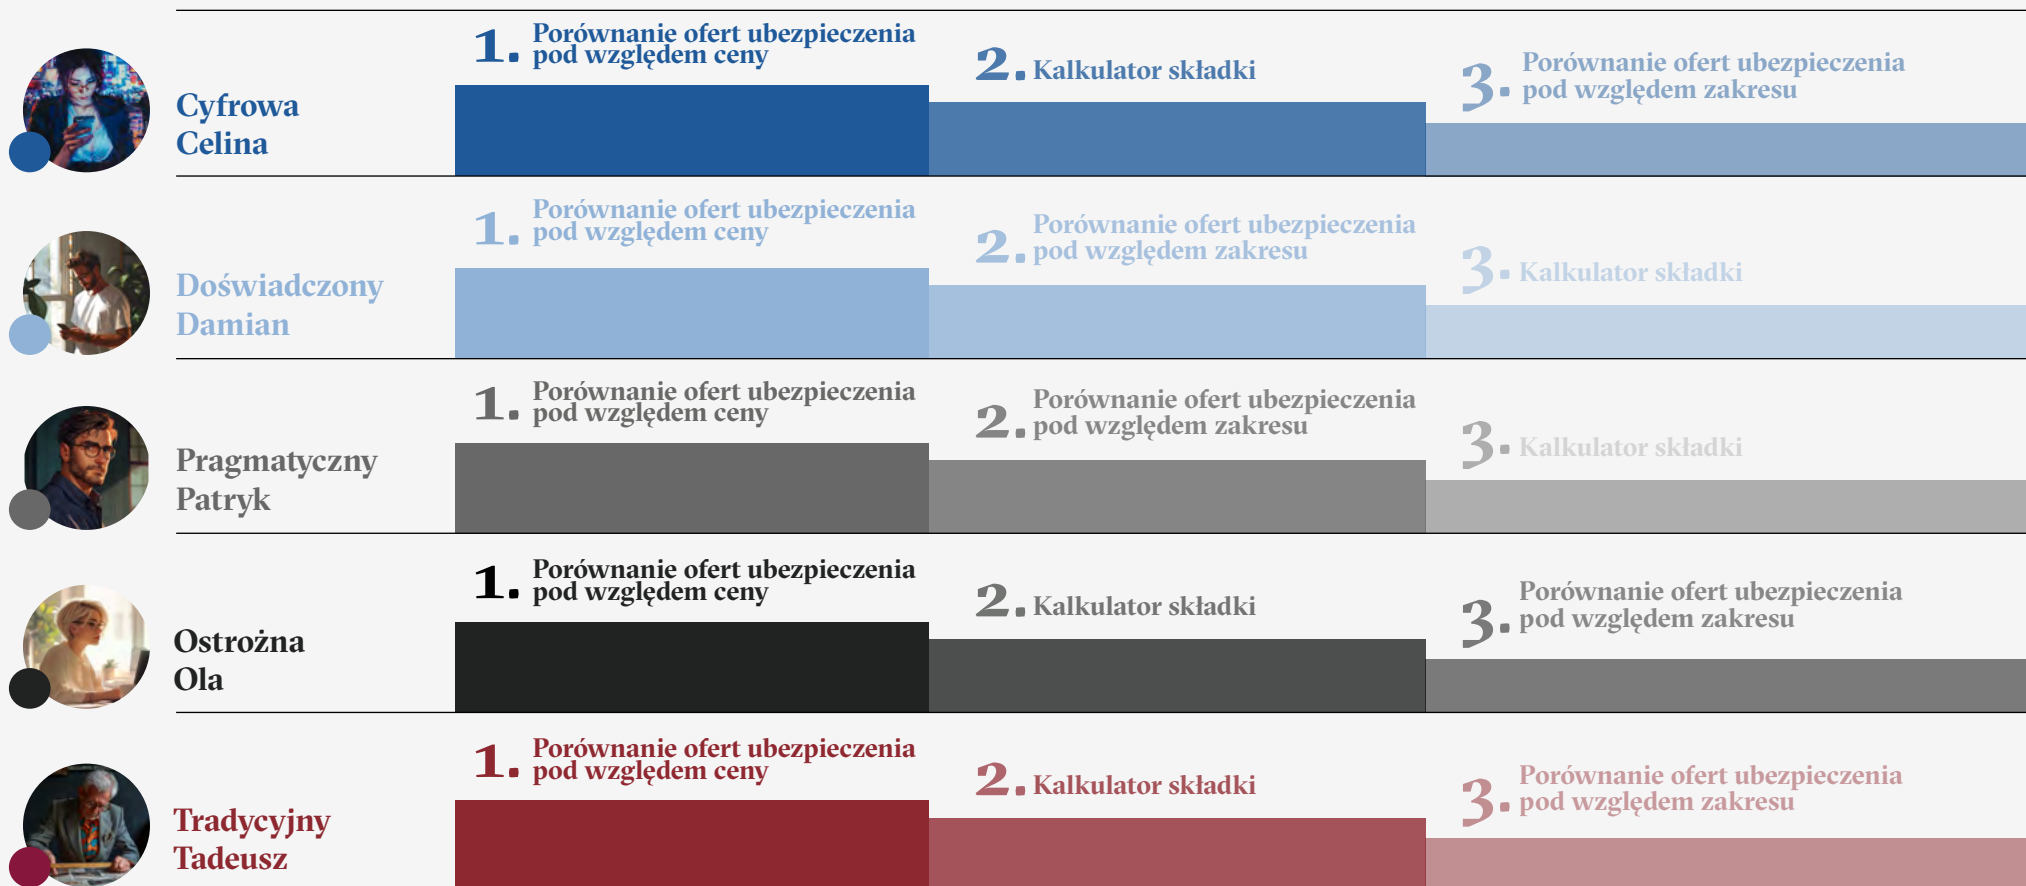 1. Porównanie ofert ubezpieczenia
pod względem ceny
2. Kalkulator składki
3. Porównanie ofert ubezpieczenia
pod względem zakresu
Cyfrowa
Celina
1. Porównanie ofert ubezpieczenia
pod względem ceny
2. Porównanie ofert ubezpieczenia
pod względem zakresu
3. Kalkulator składki
Doświadczony
Damian
1. Porównanie ofert ubezpieczenia
pod względem ceny
2. Porównanie ofert ubezpieczenia
pod względem zakresu
3. Kalkulator składki
Pragmatyczny
Patryk
1. Porównanie ofert ubezpieczenia
pod względem ceny
2. Kalkulator składki
3. Porównanie ofert ubezpieczenia
pod względem zakresu
Ostrożna
Ola
1. Porównanie ofert ubezpieczenia
pod względem ceny
2. Kalkulator składki
3. Porównanie ofert ubezpieczenia
pod względem zakresu
Tradycyjny
Tadeusz